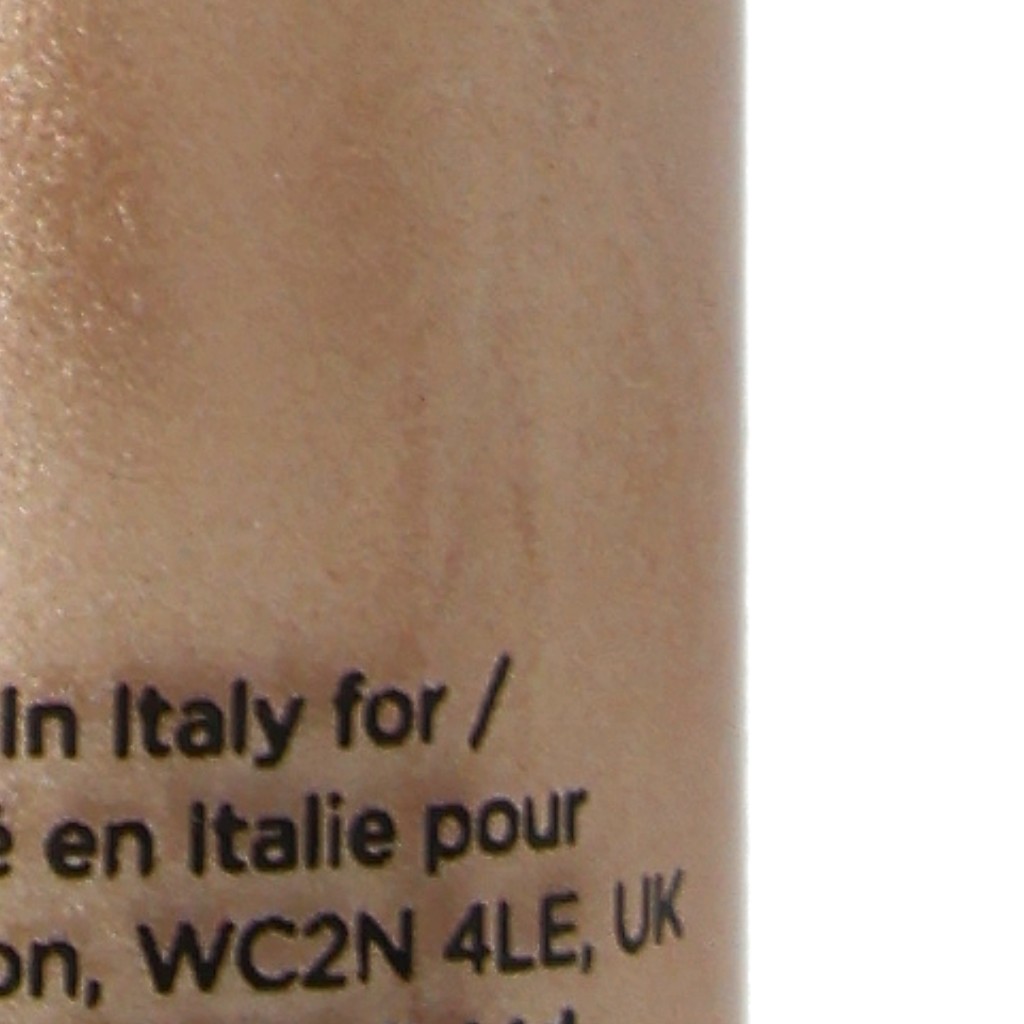 In Italy for /
é en Italie pour
on, WC2N 4LE, UK